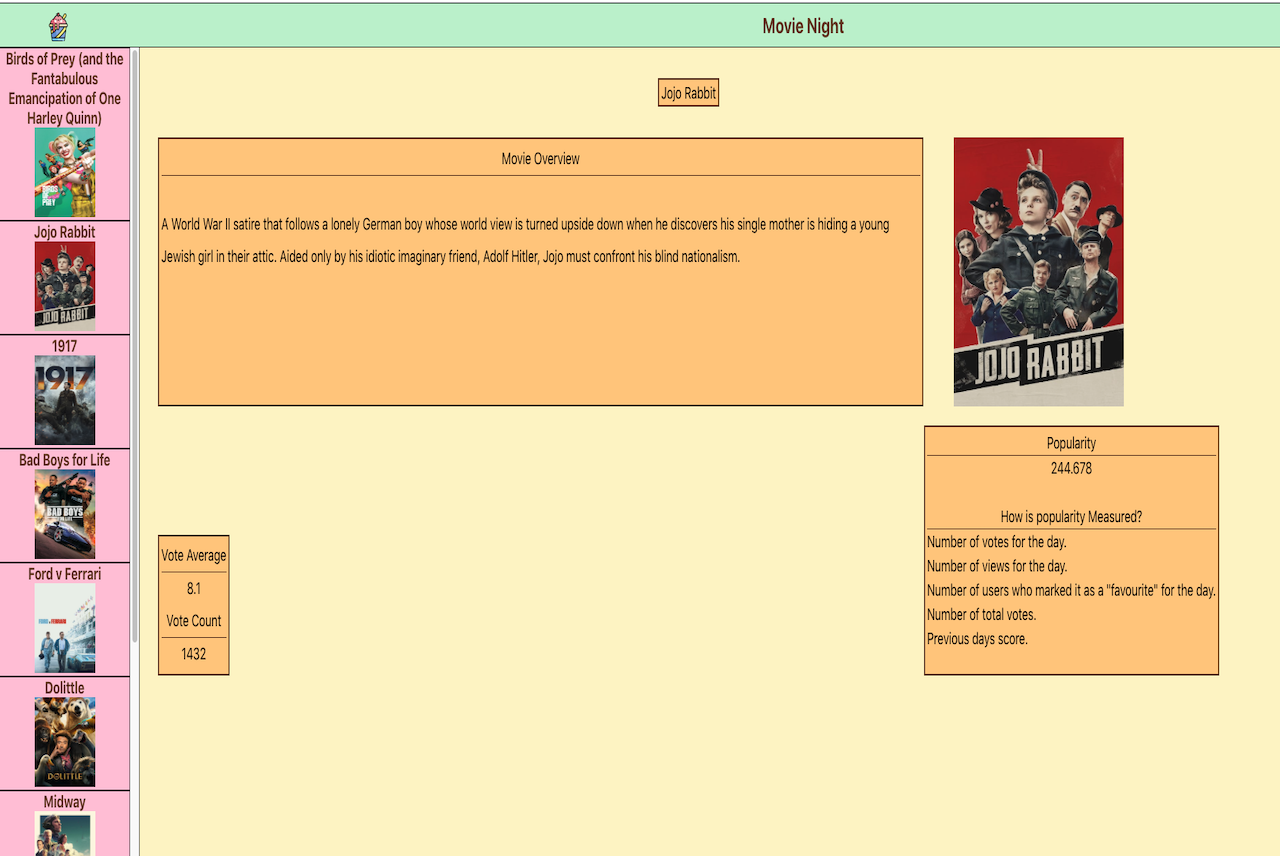 Movie Night
Birds of Prey (and the
Fantabulous
Emancipation of One
Harley Quinn)
BIRDS
OF
PREY
Jojo Rabbit
JOJO RABBIT
1917
1917
Bad Boys for Life
BAD BOYS
Ford v Ferrari
FORD v FERRARI
Dolittle
DOLITTLE
Midway
Jojo Rabbit
Movie Overview
A World War II satire that follows a lonely German boy whose world view is turned upside down when he discovers his single mother is hiding a young
Jewish girl in their attic. Aided only by his idiotic imaginary friend, Adolf Hitler, Jojo must confront his blind nationalism.
JOJO RABBIT
Vote Average
8.1
Vote Count
1432
Popularity
244.678
How is popularity Measured?
Number of votes for the day.
Number of views for the day.
Number of users who marked it as a "favourite" for the day.
Number of total votes.
Previous days score.